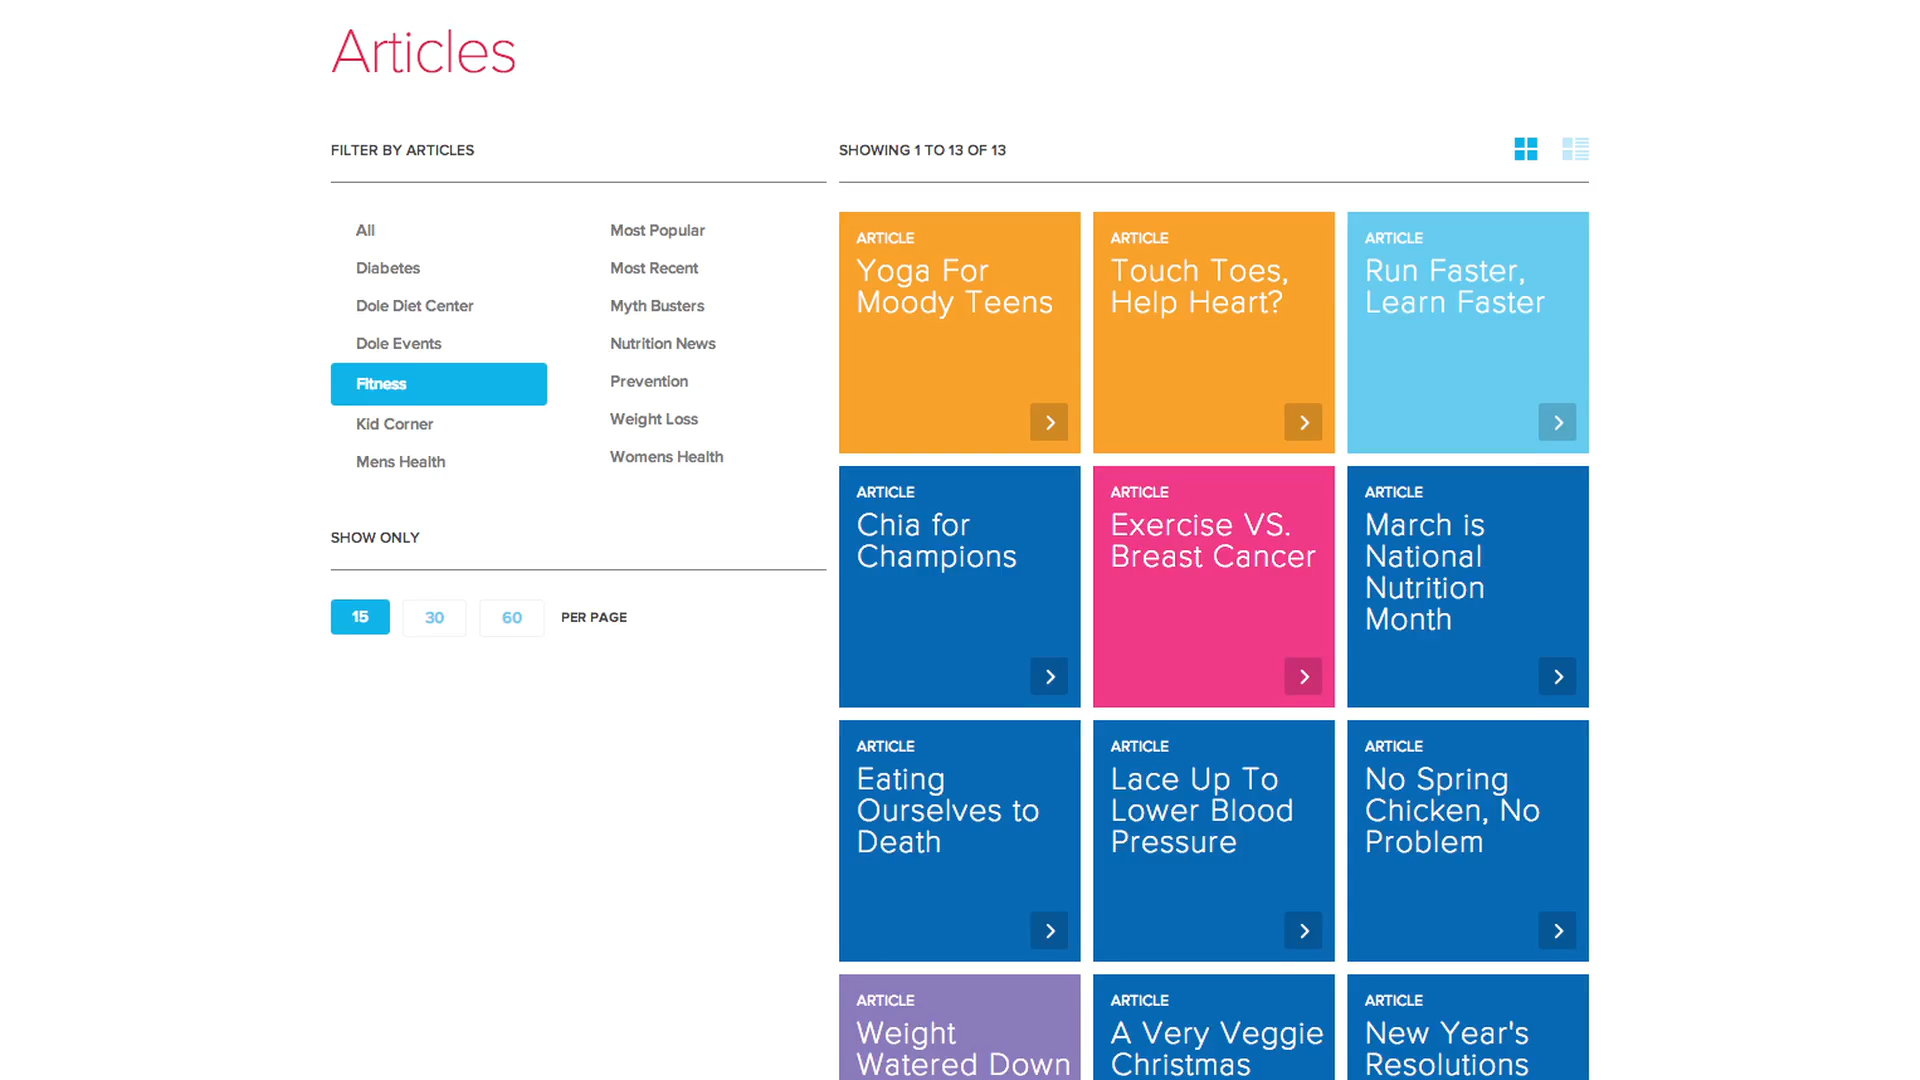 Articles
FILTER BY ARTICLES
All
Diabetes
Dole Diet Center
Dole Events
Fitness
Kid Corner
Mens Health
Most Popular
Most Recent
Myth Busters
Nutrition News
Prevention
Weight Loss
Womens Health
SHOW ONLY
15 30 60 PER PAGE
SHOWING 1 TO 13 OF 13
ARTICLE
Yoga For
Moody Teens
ARTICLE
Touch Toes,
Help Heart?
ARTICLE
Run Faster,
Learn Faster
ARTICLE
Chia for
Champions
ARTICLE
Exercise VS.
Breast Cancer
ARTICLE
March is
National
Nutrition
Month
ARTICLE
Eating
Ourselves to
Death
ARTICLE
Lace Up To
Lower Blood
Pressure
ARTICLE
No Spring
Chicken, No
Problem
ARTICLE
Weight
Watered Down
ARTICLE
A Very Veggie
Christmas
ARTICLE
New Year's
Resolutions